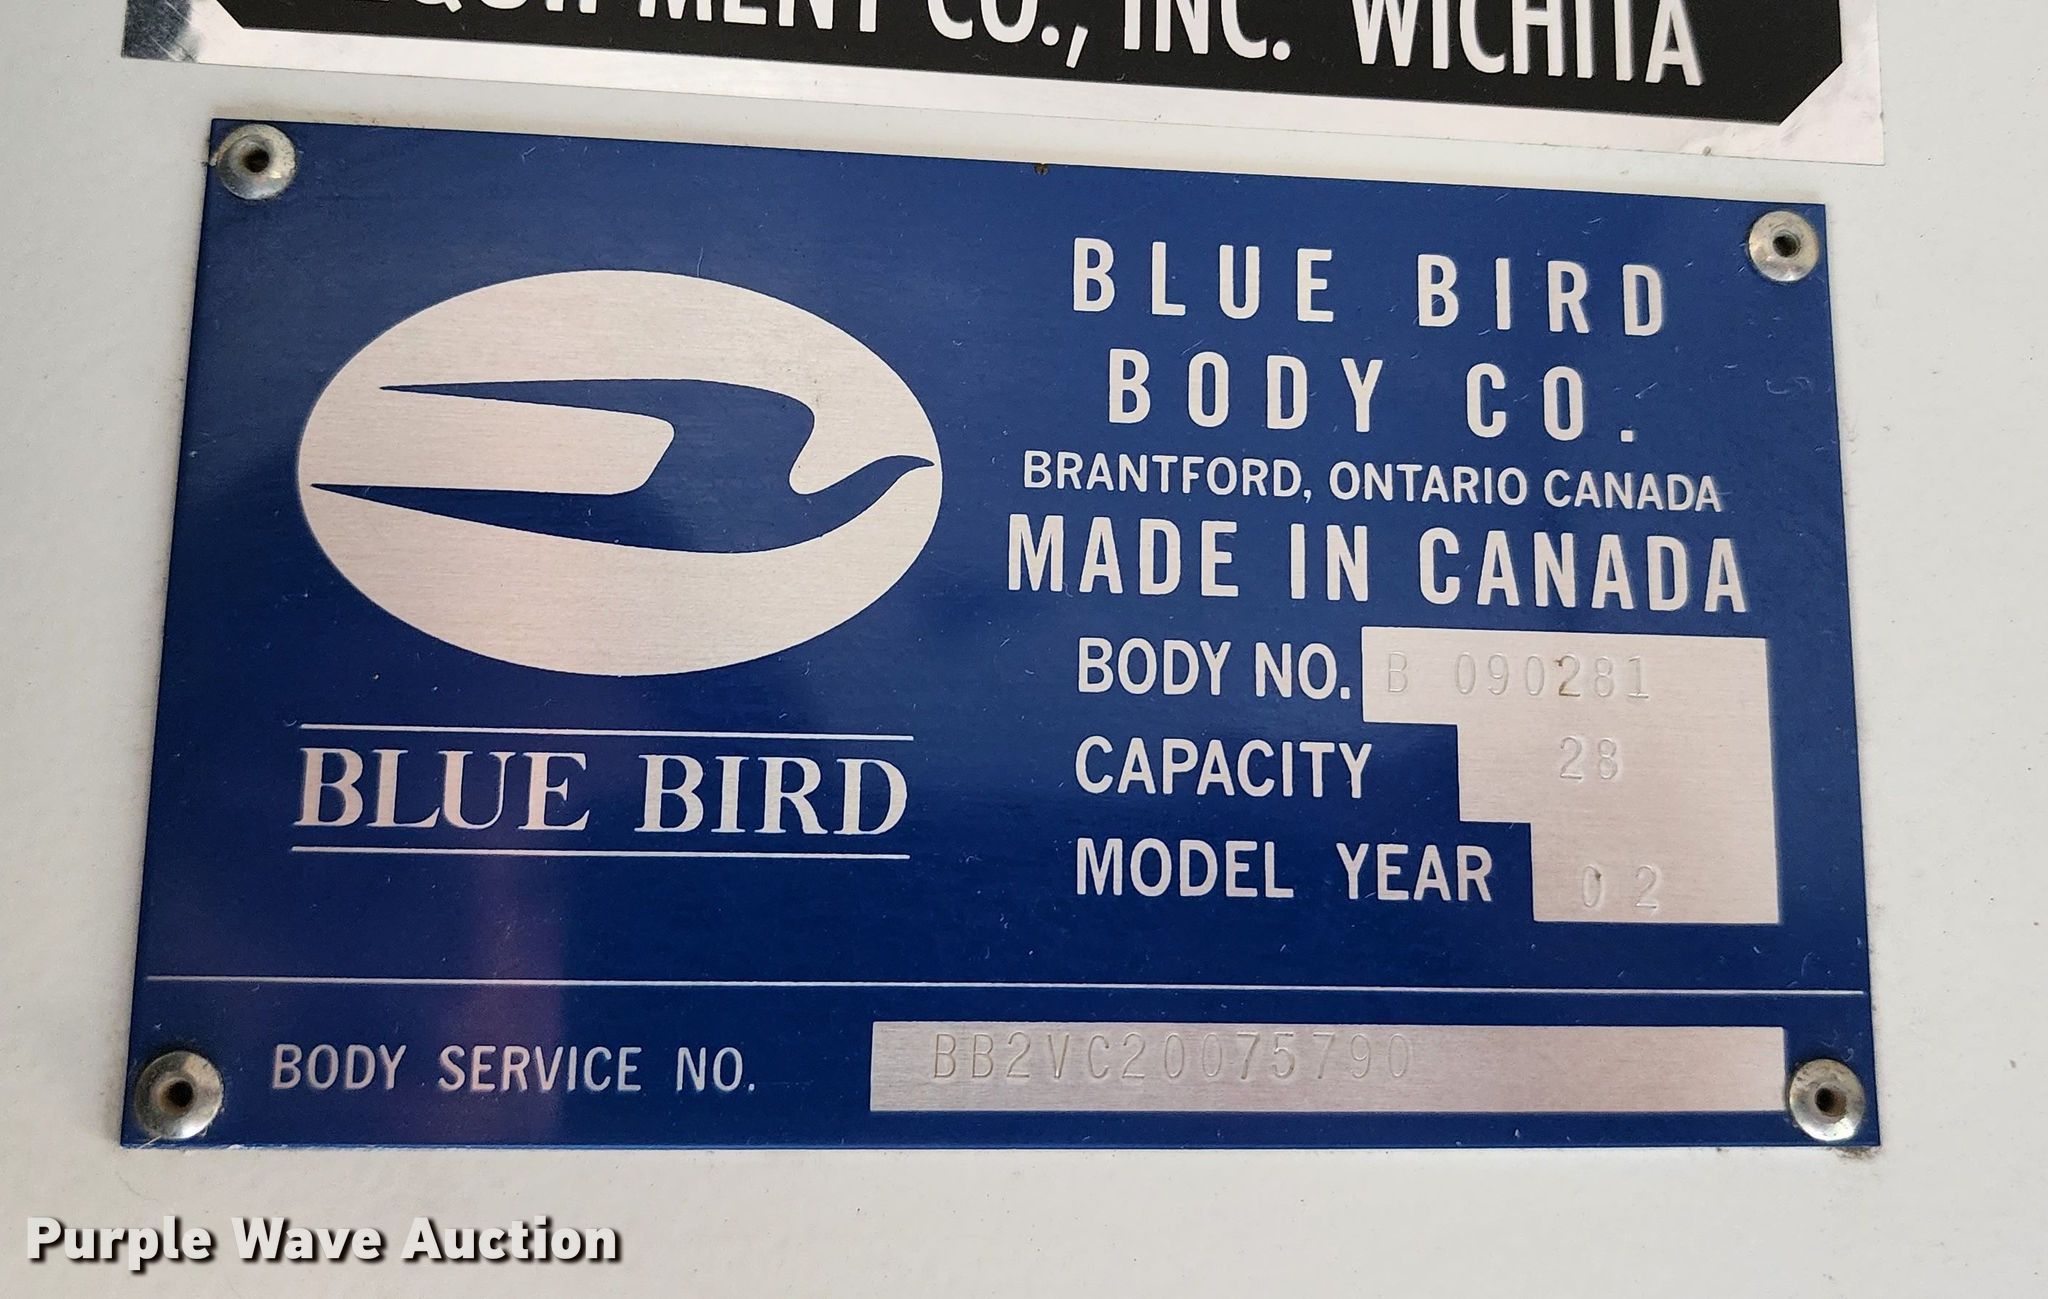 EQUIPMENT CO., INC. WICHITA
BLUE BIRD
BODY CO.
BRANTFORD, ONTARIO CANADA
MADE IN CANADA
BODY NO. B 090281
CAPACITY 28
MODEL YEAR 02
BLUE BIRD
BODY SERVICE NO. BB2VC20075790
Purple Wave Auction